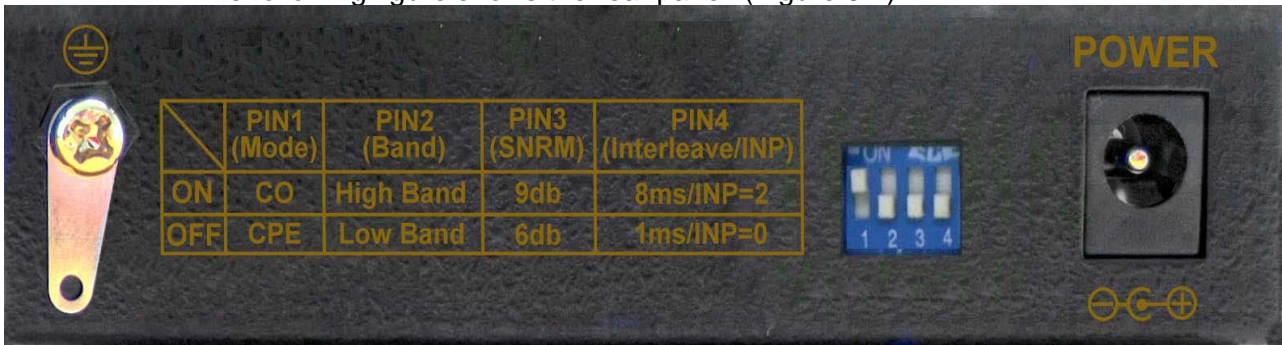 POWER
PIN1 PIN2 PIN3 PIN4
(Mode) (Band) (SNRM) (Interleave/INP)
ON CO High Band 9db 8ms/INP=2
OFF CPE Low Band 6db 1ms/INP=0
ON
1 2 3 4